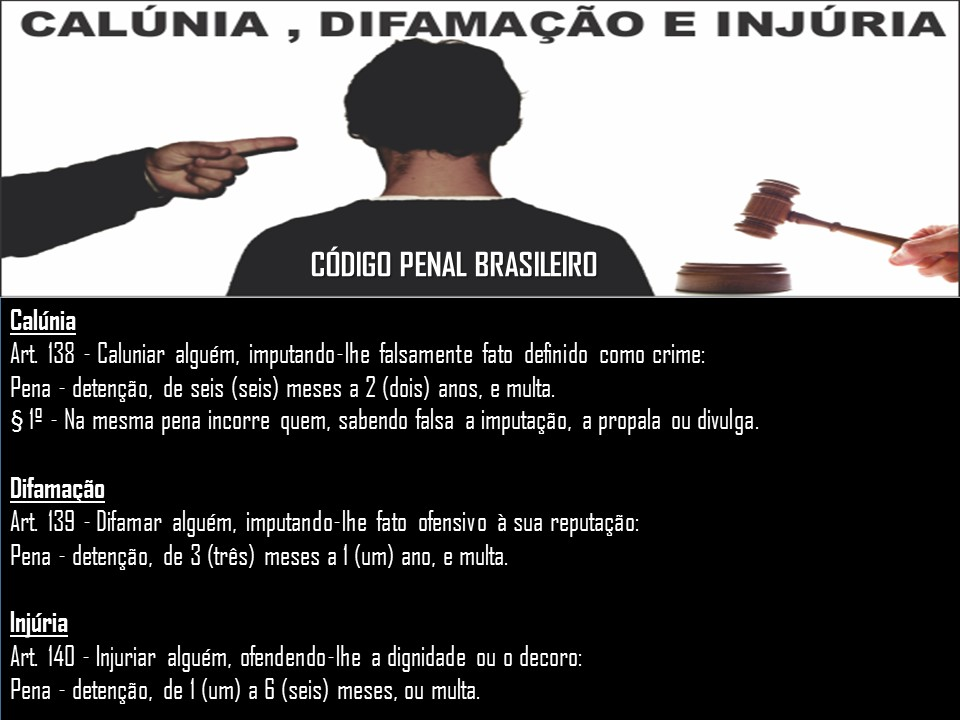 CALÚNIA , DIFAMAÇÃO E INJÚRIA
CÓDIGO PENAL BRASILEIRO
Calúnia
Art. 138 - Caluniar alguém, imputando-lhe falsamente fato definido como crime:
Pena - detenção, de seis (seis) meses a 2 (dois) anos, e multa.
§ 1º - Na mesma pena incorre quem, sabendo falsa a imputação, a propala ou divulga.
Difamação
Art. 139 - Difamar alguém, imputando-lhe fato ofensivo à sua reputação:
Pena - detenção, de 3 (três) meses a 1 (um) ano, e multa.
Injúria
Art. 140 - Injuriar alguém, ofendendo-lhe a dignidade ou o decoro:
Pena - detenção, de 1 (um) a 6 (seis) meses, ou multa.